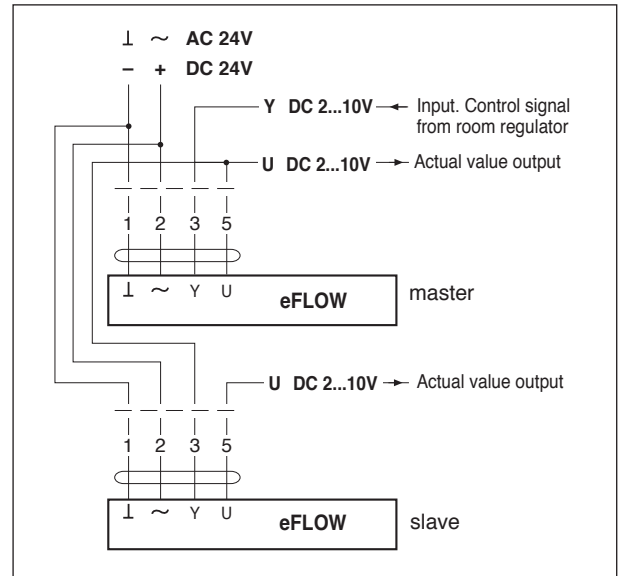 ⊥ ~ AC 24V
– + DC 24V
Y DC 2...10V Input. Control signal
from room regulator
U DC 2...10V Actual value output
1 2 3 5
⊥ ~ Y U eFLOW master
U DC 2...10V Actual value output
1 2 3 5
⊥ ~ Y U eFLOW slave